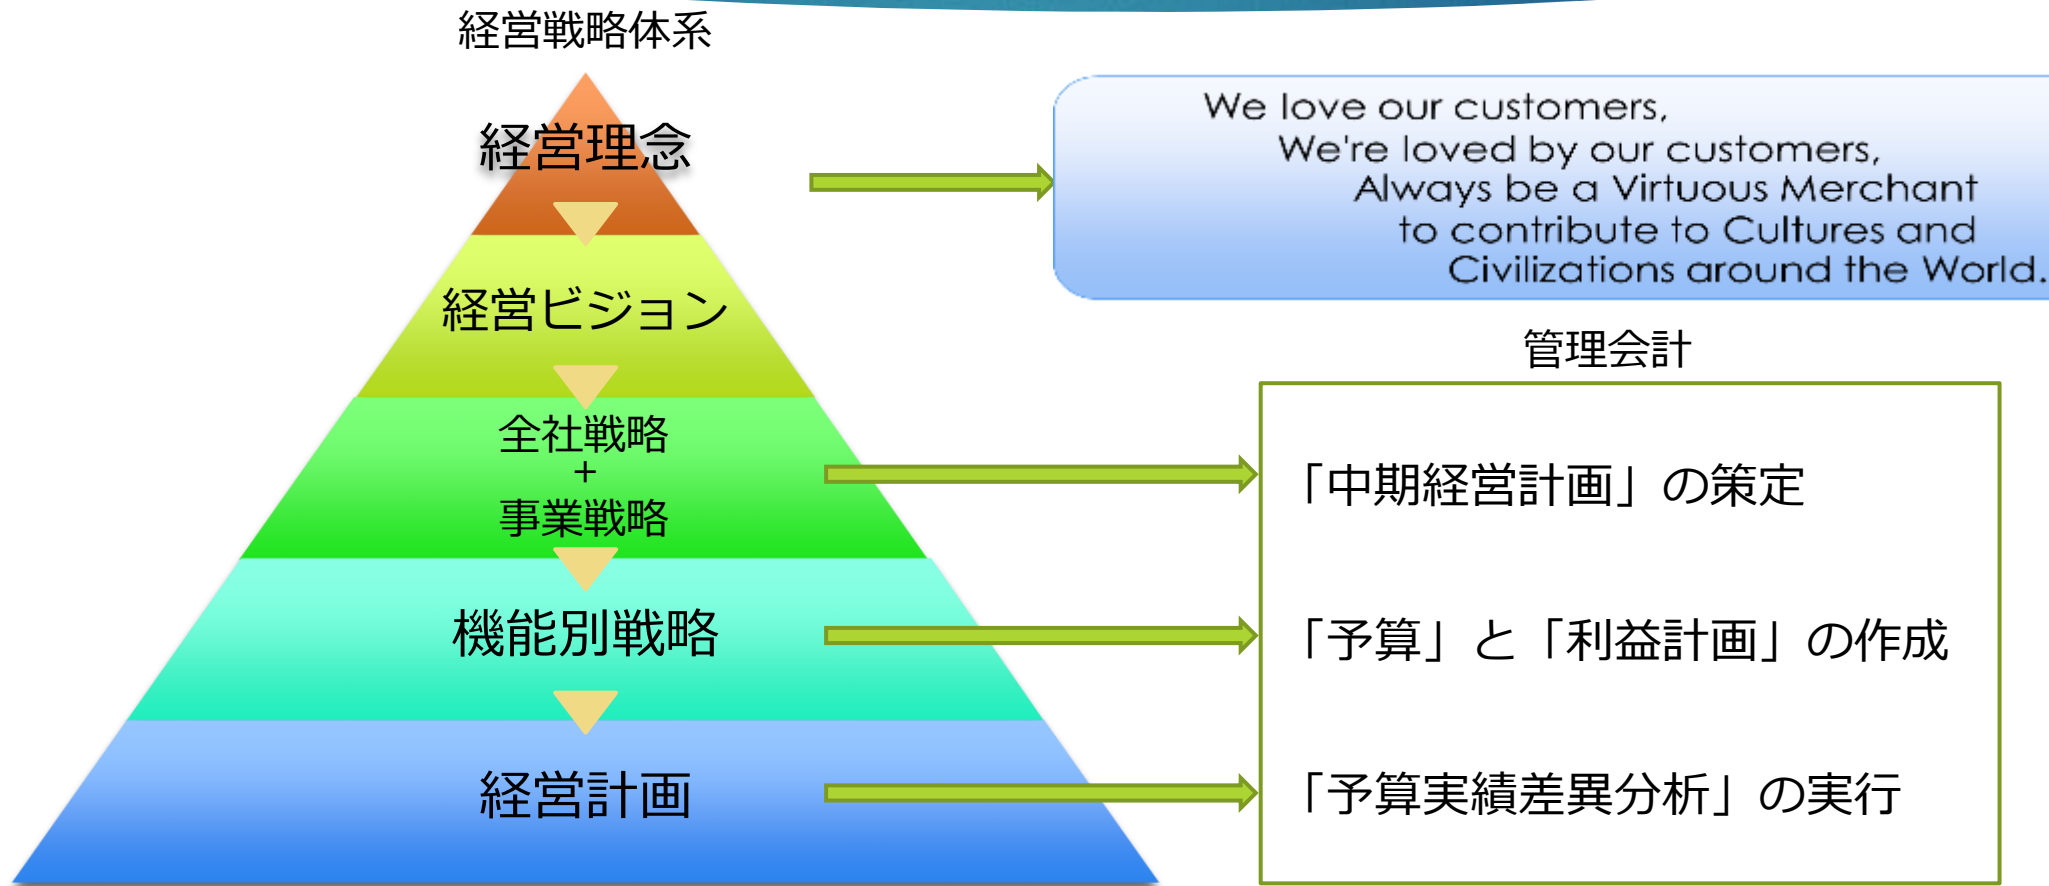 経営戦略体系
経営理念
経営ビジョン
全社戦略
+
事業戦略
機能別戦略
経営計画
We love our customers,
We're loved by our customers,
Always be a Virtuous Merchant
to contribute to Cultures and
Civilizations around the World.
管理会計
「中期経営計画」の策定
「予算」と「利益計画」の作成
「予算実績差異分析」の実行